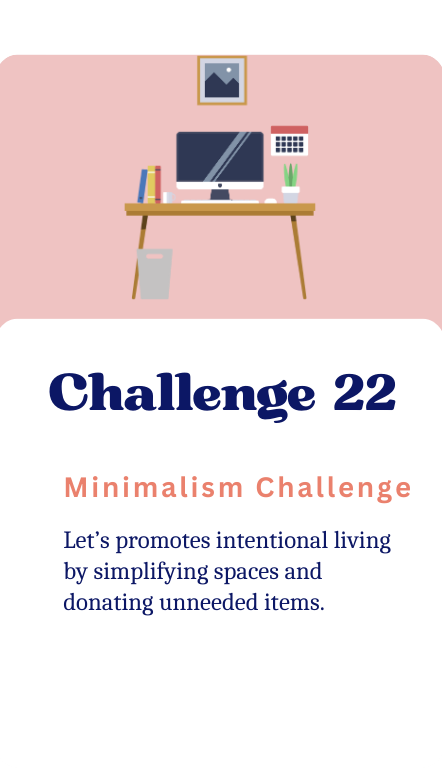 Challenge 22
Minimalism Challenge
Let’s promotes intentional living
by simplifying spaces and
donating unneeded items.